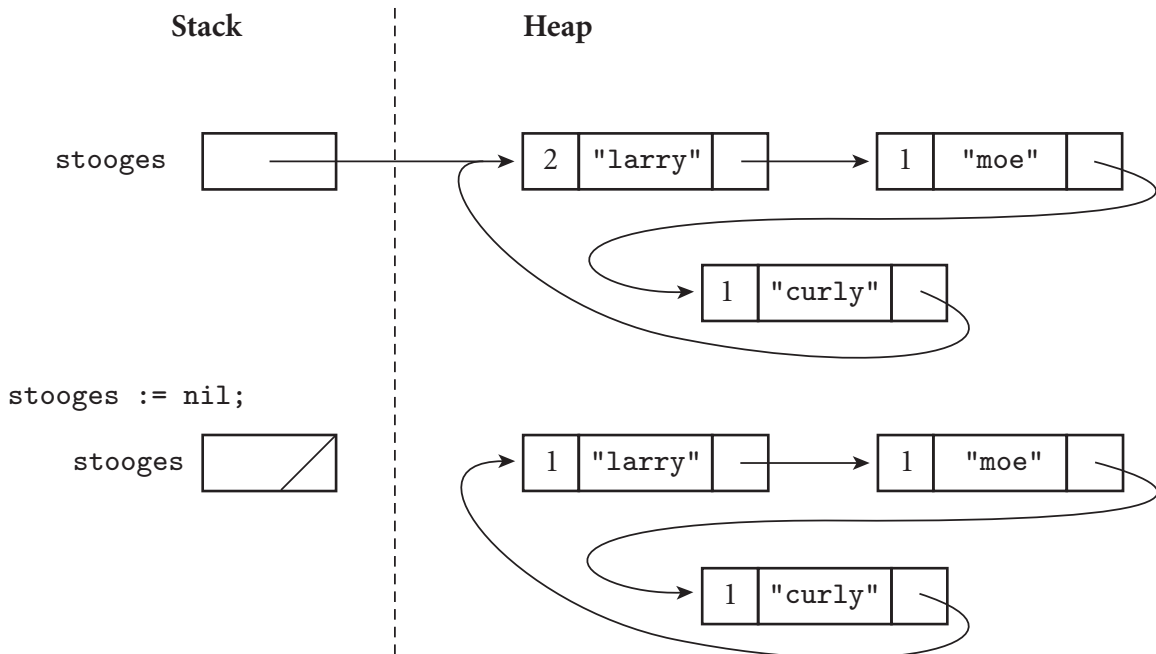 Stack Heap
stooges 2 "larry" 1 "moe"
1 "curly"
stooges := nil;
stooges 1 "larry" 1 "moe"
1 "curly"